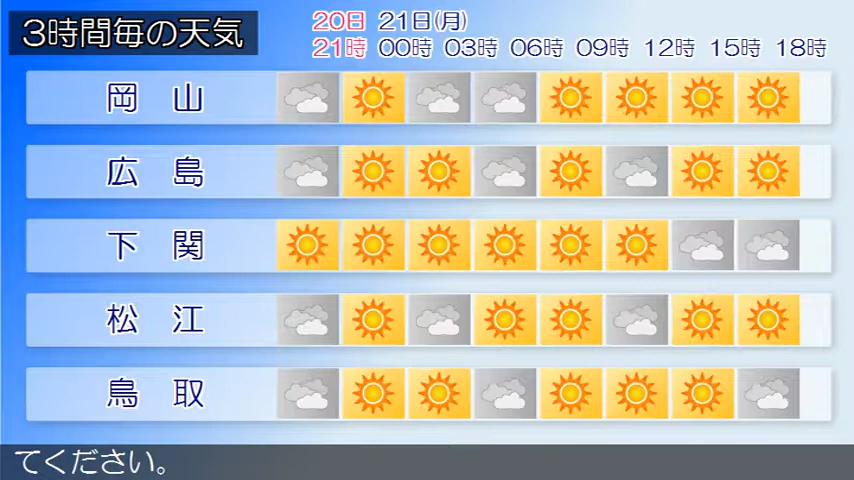 3時間毎の天気
20日 21日(月)
21時 00時 03時 06時 09時 12時 15時 18時
岡 山
広 島
下 関
松 江
鳥 取
てください。